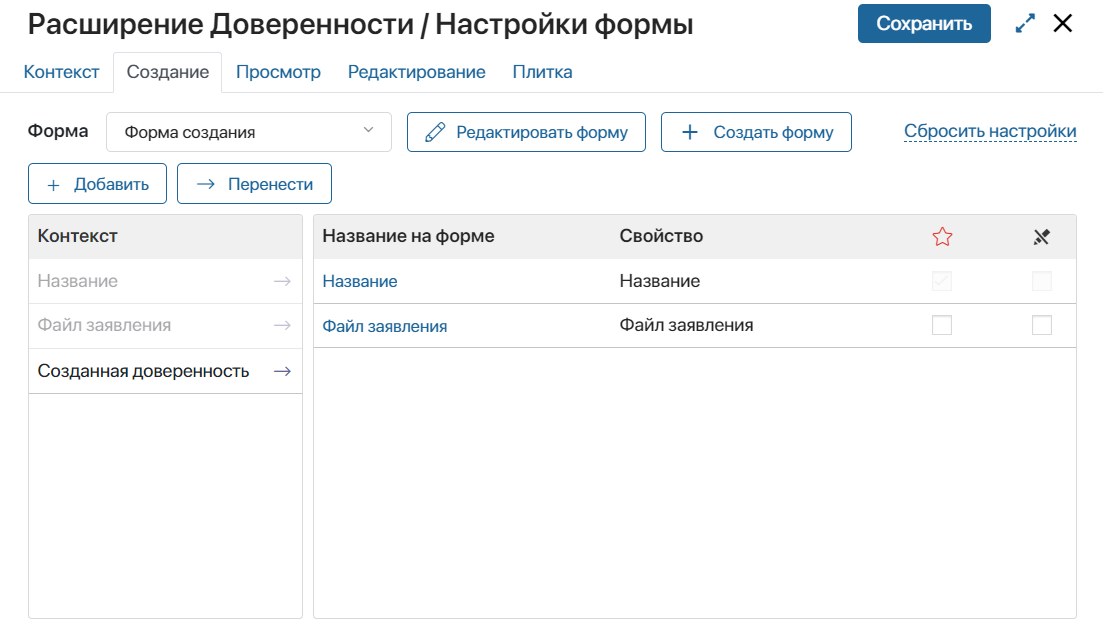 Расширение Доверенности / Настройки формы
Сохранить
Контекст Создание Просмотр Редактирование Плитка
Форма Форма создания Редактировать форму + Создать форму Сбросить настройки
+ Добавить → Перенести
Контекст Название на форме Свойство
Название → Название Название
Файл заявления → Файл заявления Файл заявления
Созданная доверенность →